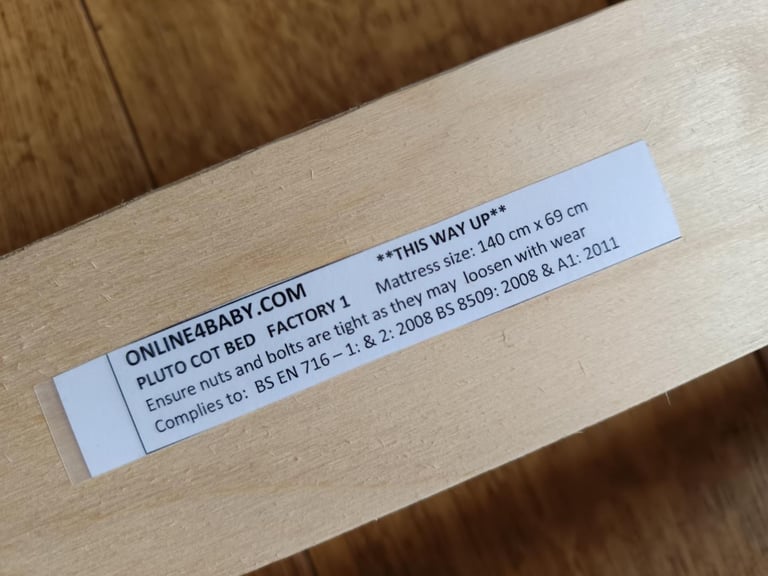 ONLINE4BABY.COM **THIS WAY UP**
PLUTO COT BED FACTORY 1 Mattress size: 140 cm x 69 cm
Ensure nuts and bolts are tight as they may loosen with wear
Complies to: BS EN 716 – 1: & 2: 2008 BS 8509: 2008 & A1: 2011